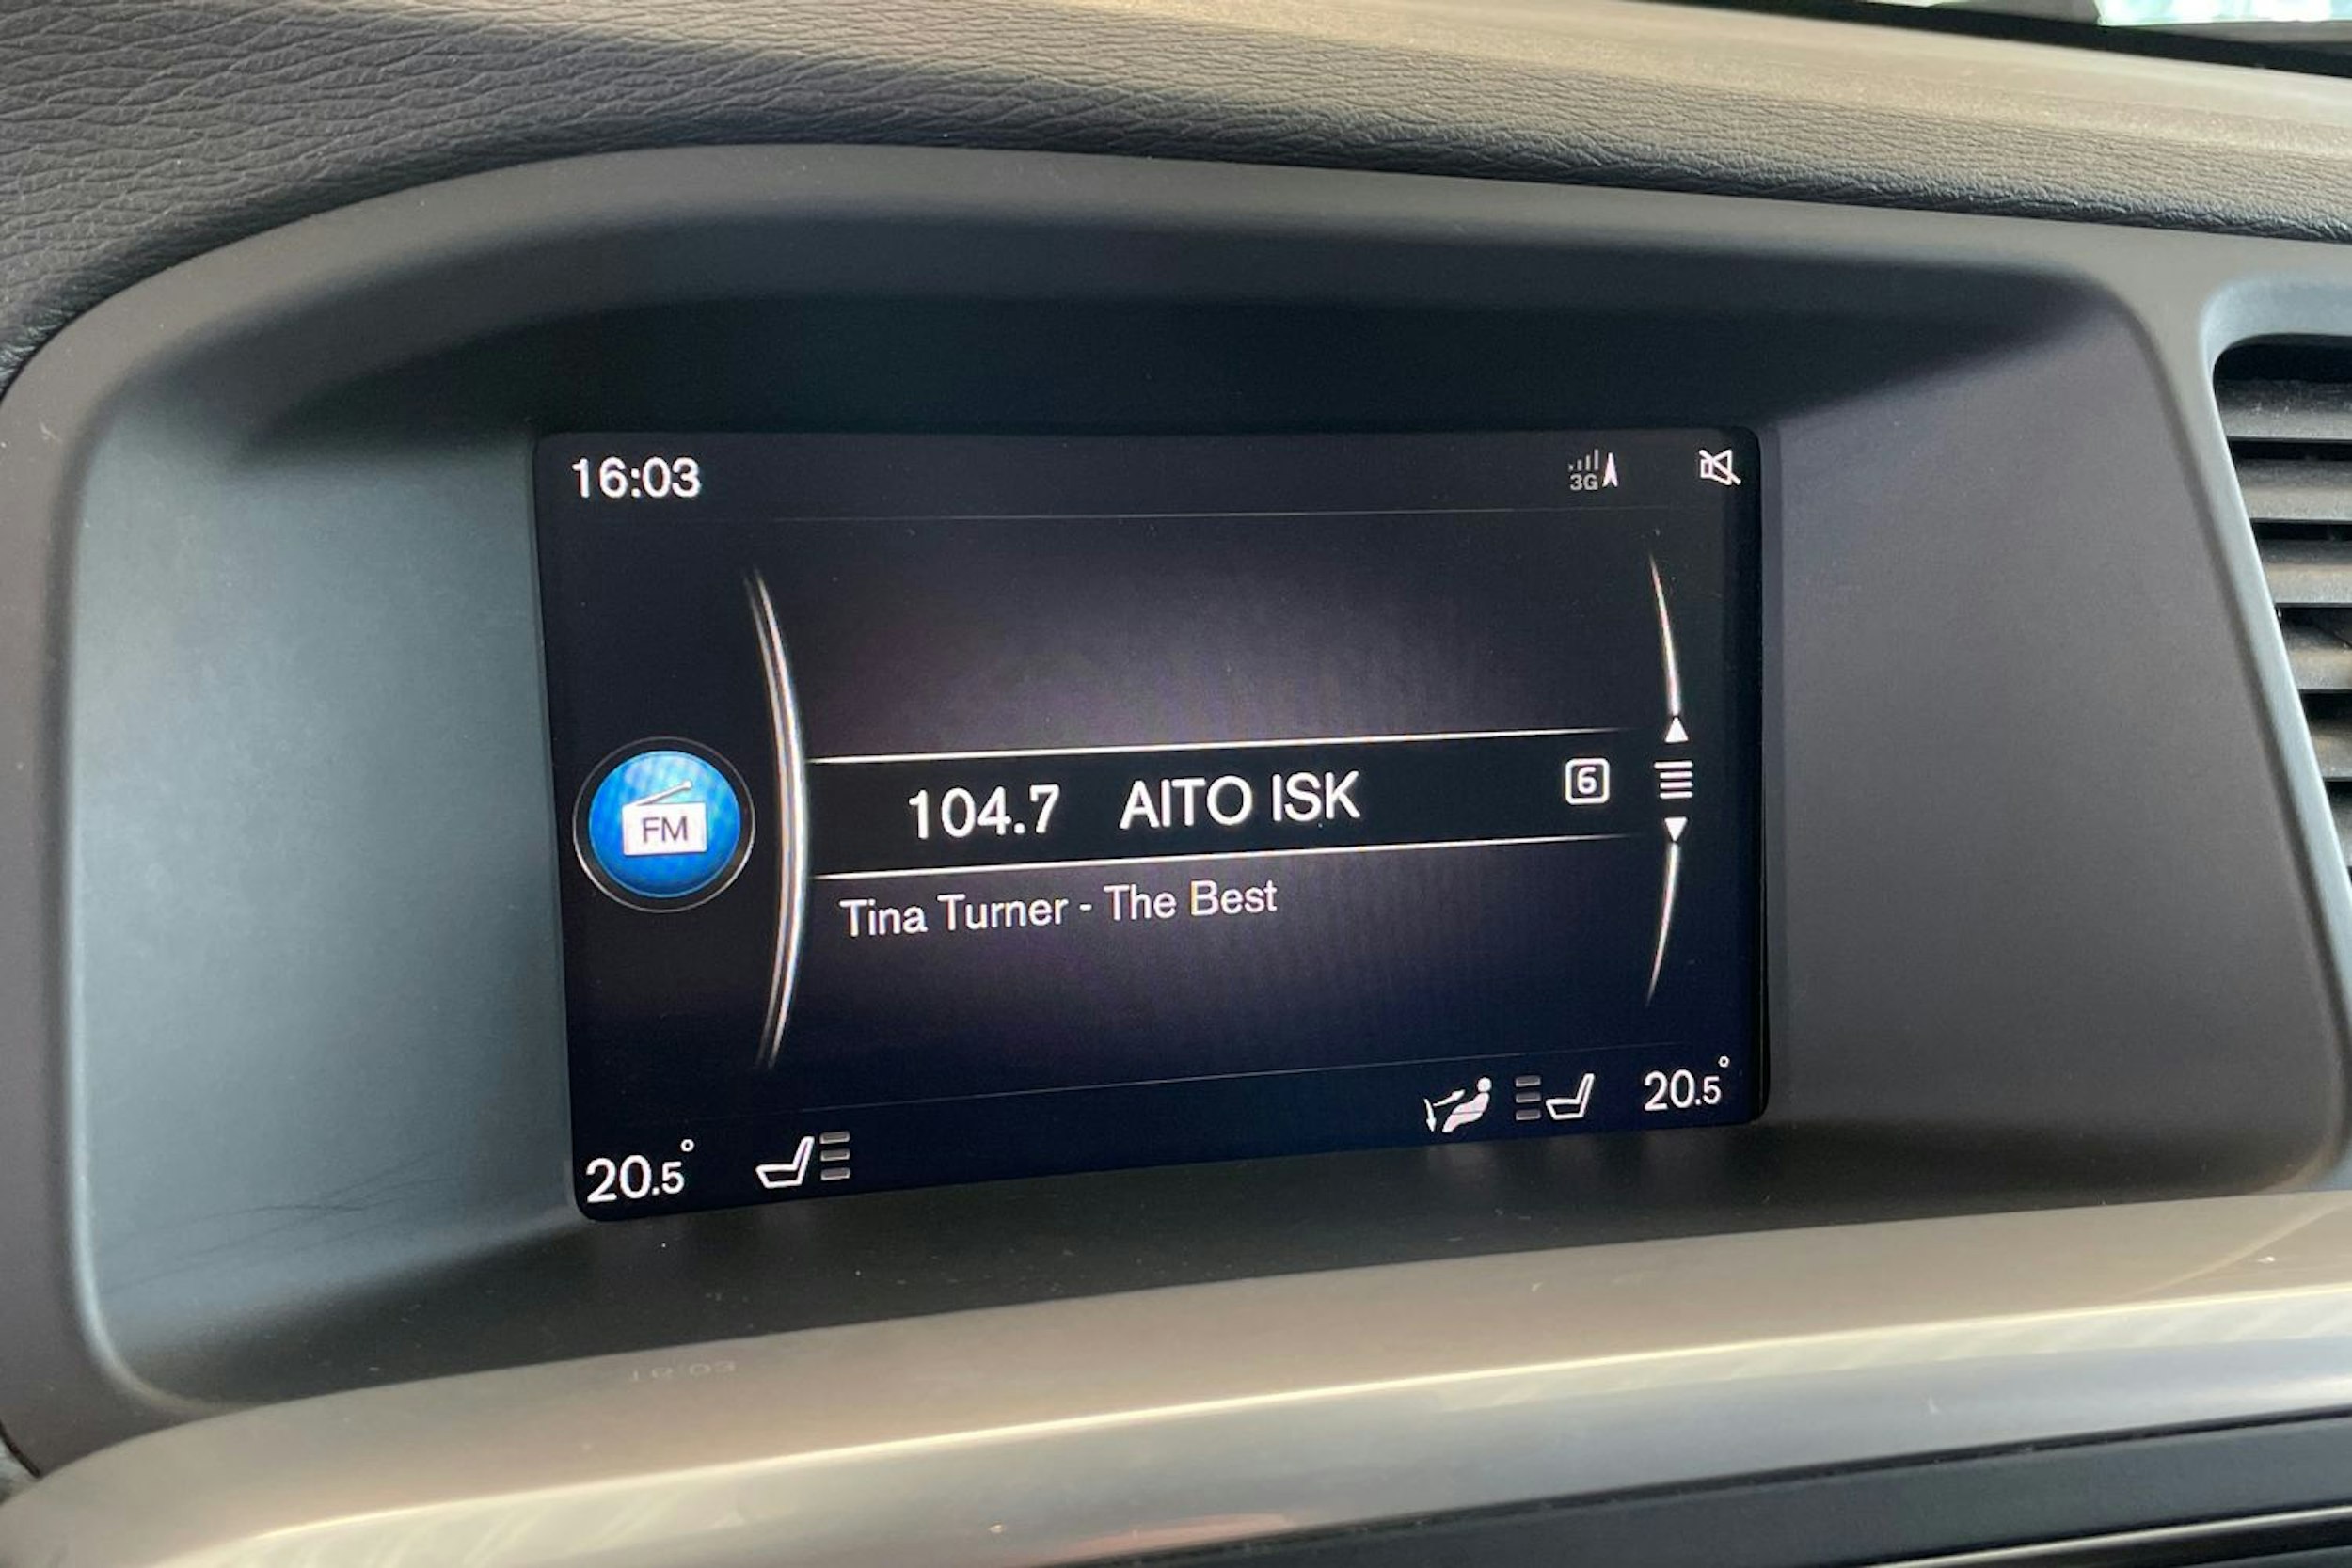 16:03
3G
104.7 AITO ISK 6
FM
Tina Turner - The Best
20.5°
20.5°